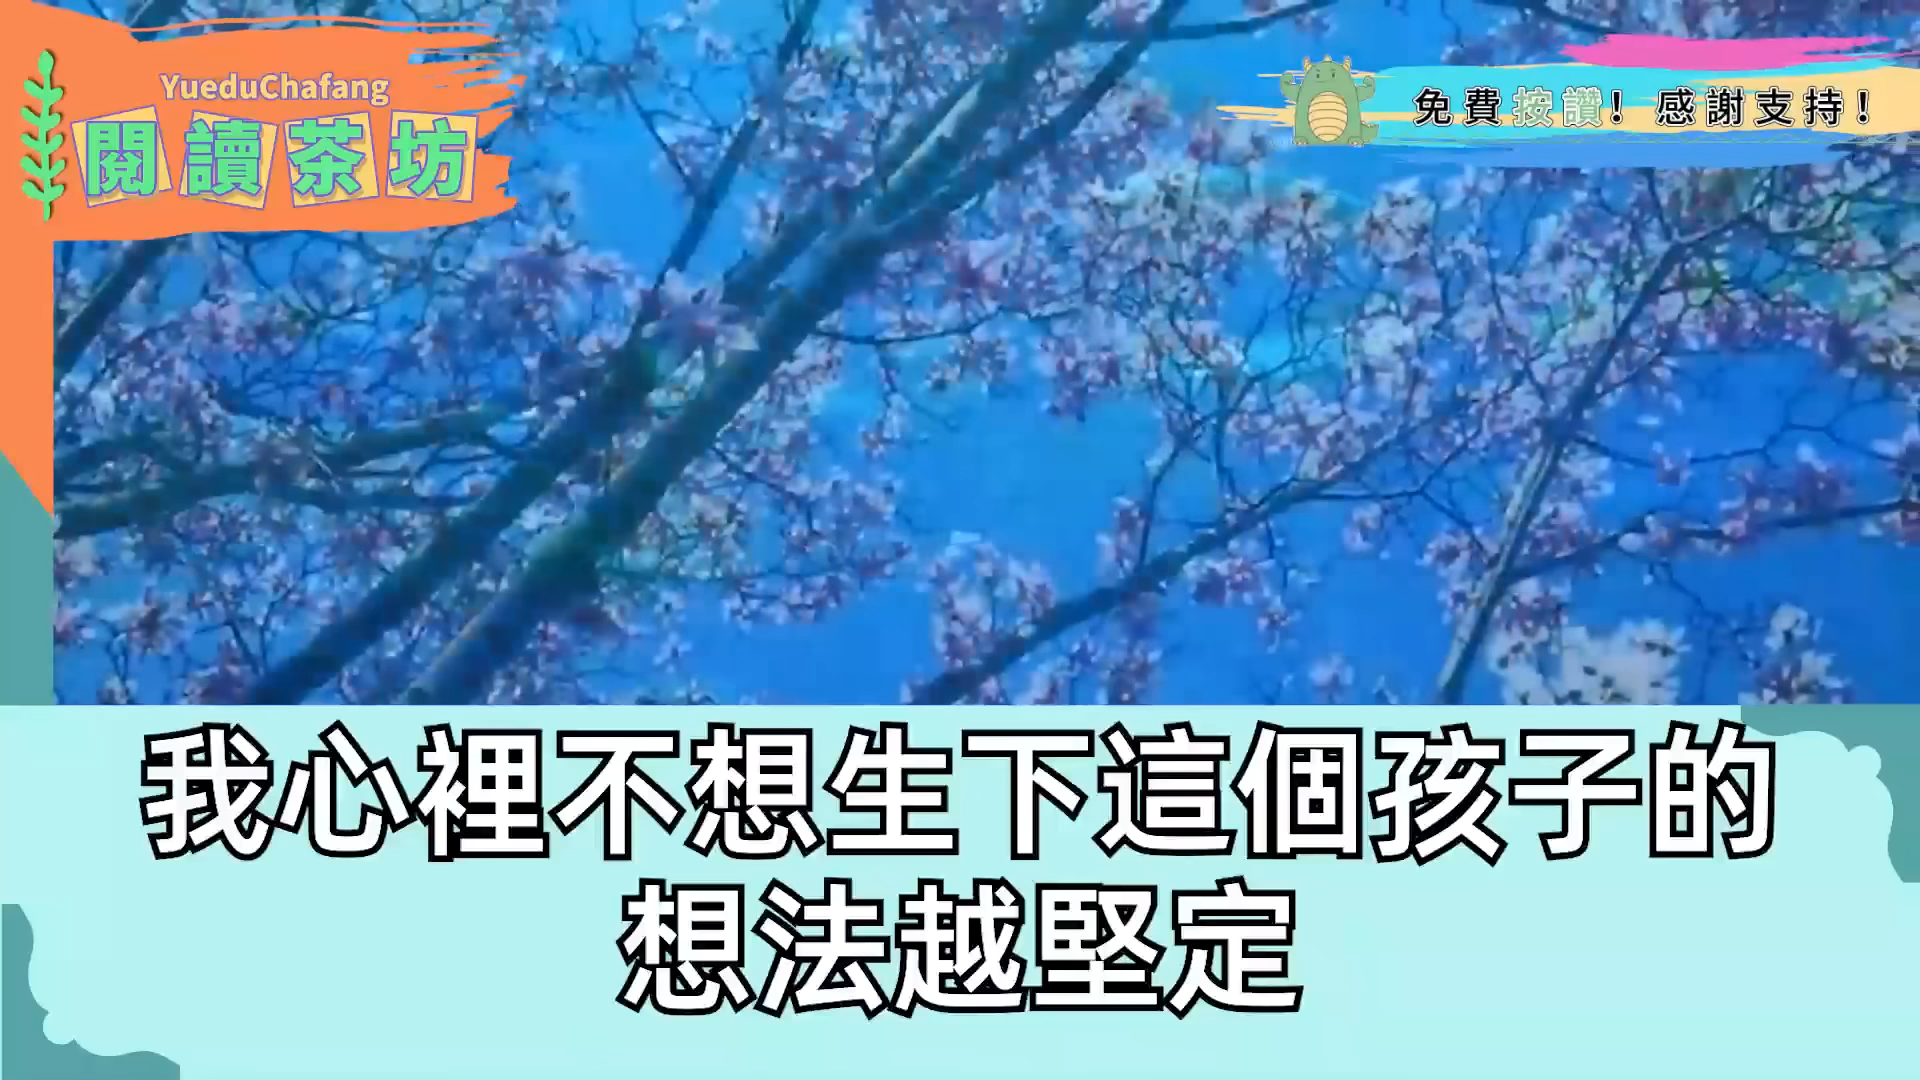 YueduChafang
閱讀茶坊
免費按讚！感謝支持！
我心裡不想生下這個孩子的
想法越堅定